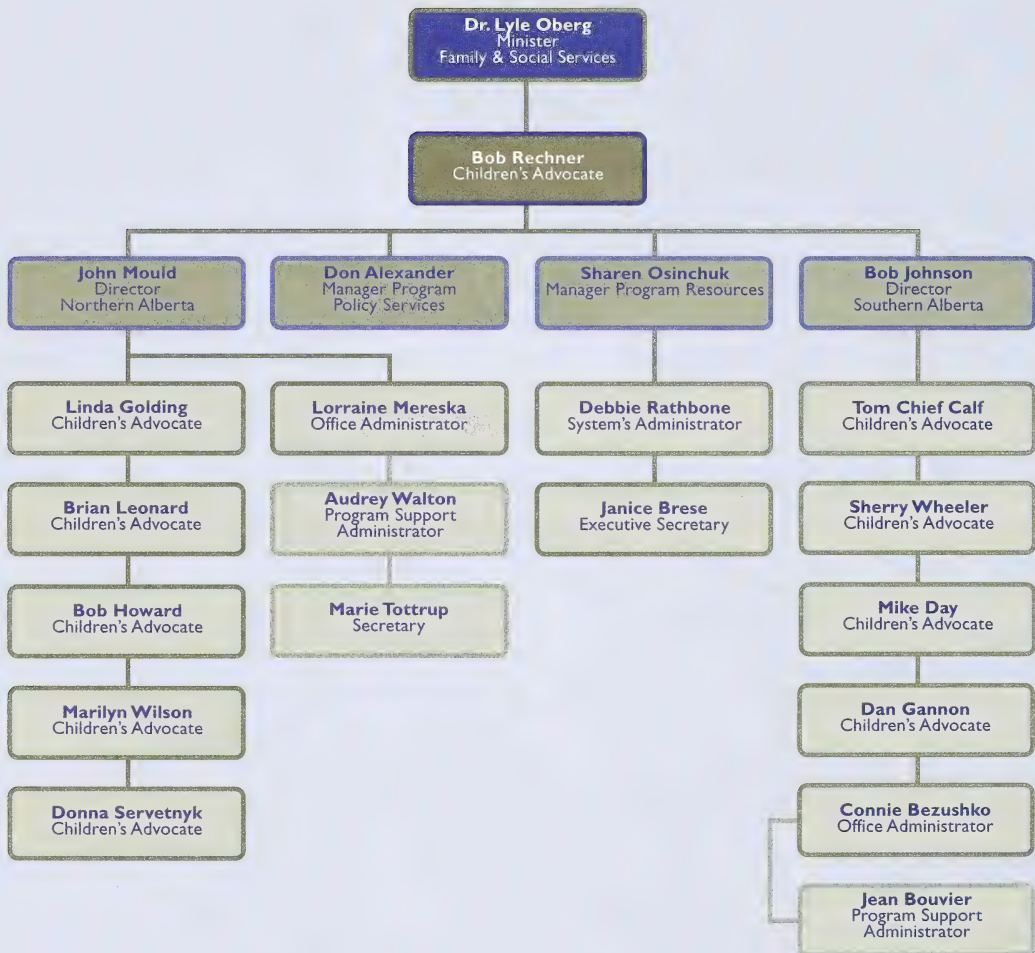 Dr. Lyle Oberg
Minister
Family & Social Services
Bob Rechner
Children's Advocate
John Mould
Director
Northern Alberta
Don Alexander
Manager Program
Policy Services
Sharen Osinchuk
Manager Program Resources
Bob Johnson
Director
Southern Alberta
Linda Golding
Children's Advocate
Brian Leonard
Children's Advocate
Bob Howard
Children's Advocate
Marilyn Wilson
Children's Advocate
Donna Servetnyk
Children's Advocate
Lorraine Mereska
Office Administrator
Audrey Walton
Program Support
Administrator
Marie Tottrup
Secretary
Debbie Rathbone
System's Administrator
Janice Brese
Executive Secretary
Tom Chief Calf
Children's Advocate
Sherry Wheeler
Children's Advocate
Mike Day
Children's Advocate
Dan Gannon
Children's Advocate
Connie Bezushko
Office Administrator
Jean Bouvier
Program Support
Administrator